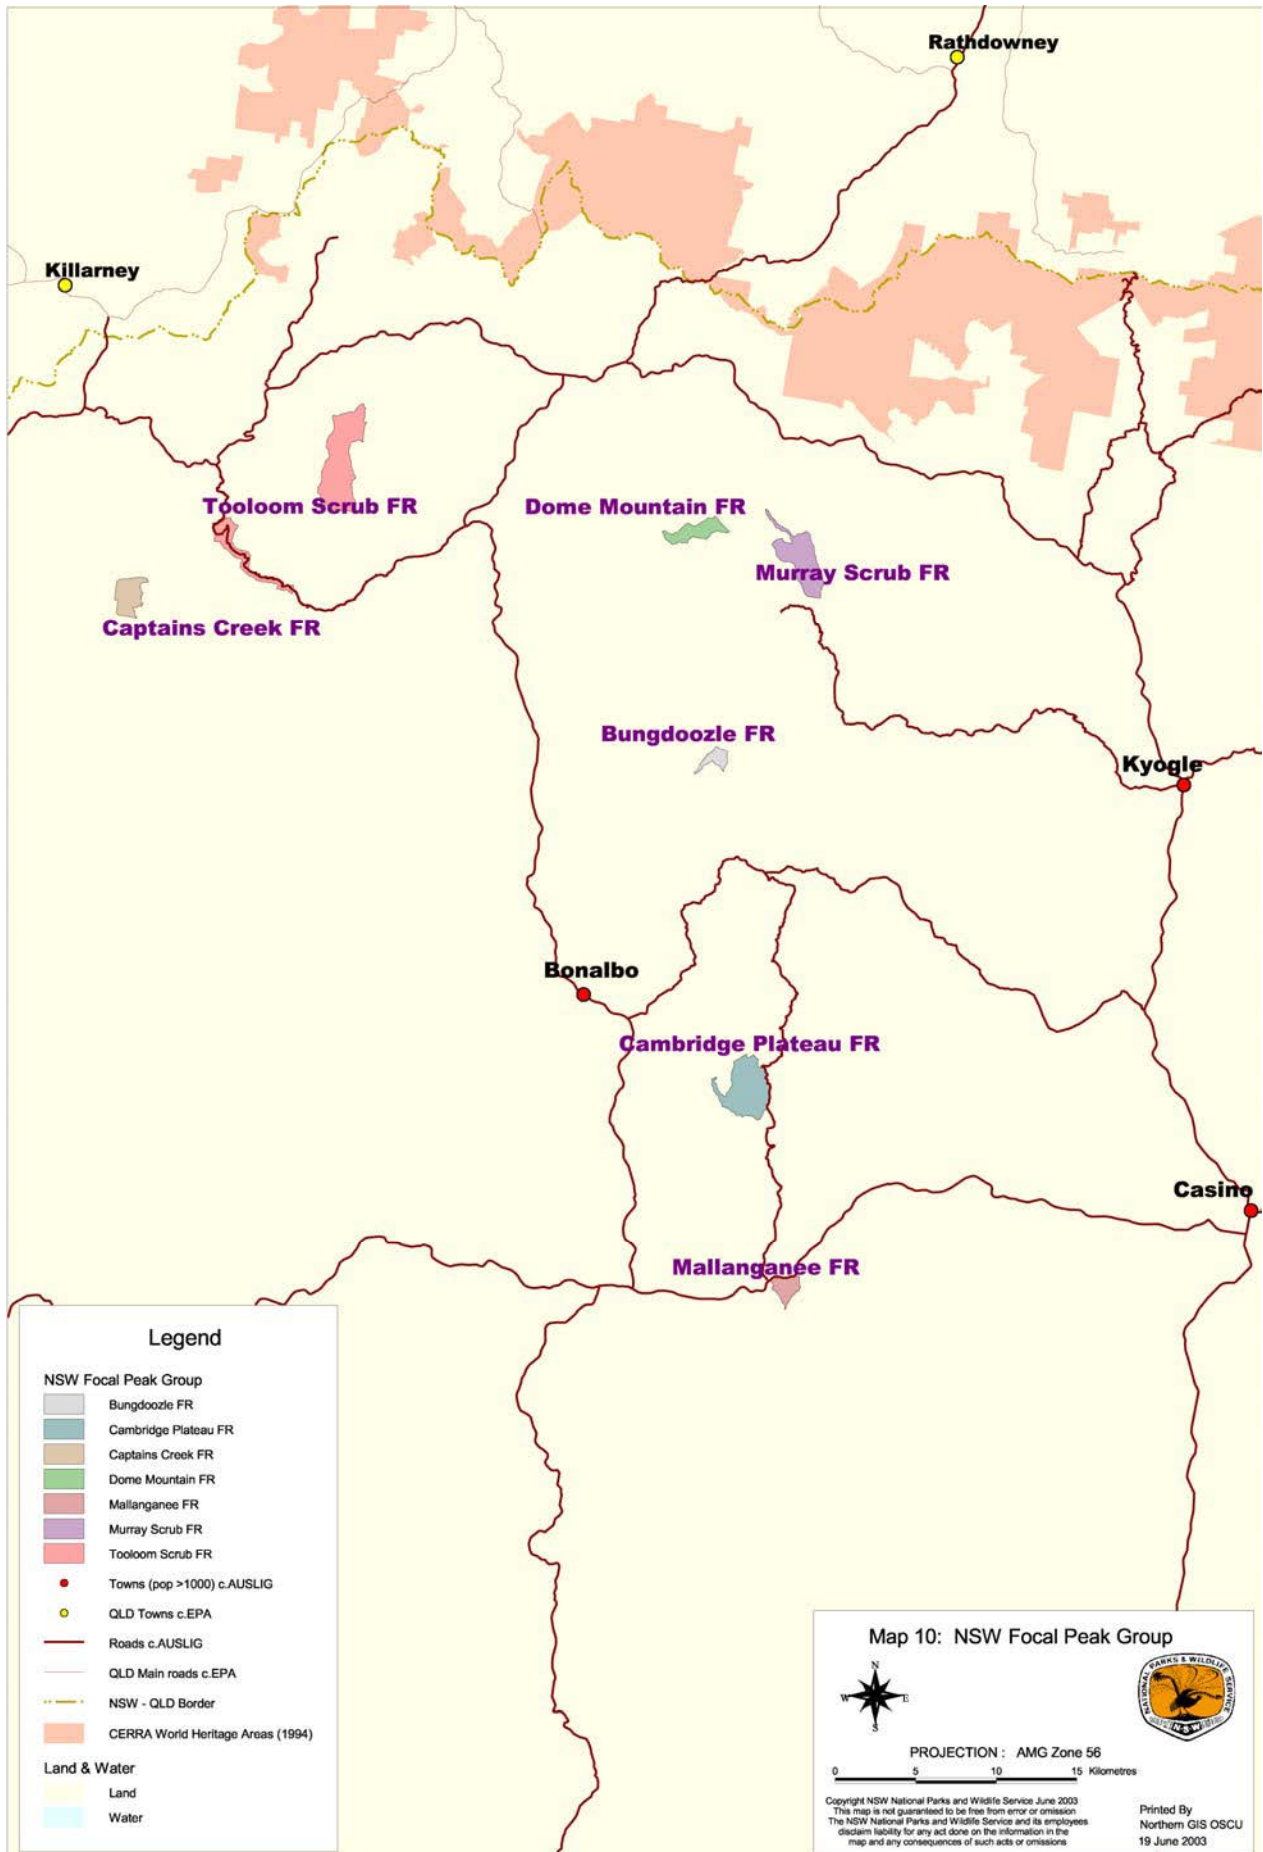 Rathdowney
Killarney
Tooloom Scrub FR
Dome Mountain FR
Murray Scrub FR
Captains Creek FR
Bungdoozle FR
Kyogle
Bonalbo
Cambridge Plateau FR
Casino
Mallanganee FR
Legend
NSW Focal Peak Group
Bungdoozle FR
Cambridge Plateau FR
Captains Creek FR
Dome Mountain FR
Mallanganee FR
Murray Scrub FR
Tooloom Scrub FR
Towns (pop >1000) c.AUSLIG
QLD Towns c.EPA
Roads c.AUSLIG
QLD Main roads c.EPA
NSW - QLD Border
CERRA World Heritage Areas (1994)
Land & Water
Land
Water
Map 10: NSW Focal Peak Group
N
W E
S
NATIONAL PARKS & WILDLIFE SERVICE
N·S·W
PROJECTION : AMG Zone 56
0 5 10 15 Kilometres
Copyright NSW National Parks and Wildlife Service June 2003
This map is not guaranteed to be free from error or omission
The NSW National Parks and Wildlife Service and its employees
disclaim liability for any act done on the information in the
map and any consequences of such acts or omissions
Printed By
Northern GIS OSCU
19 June 2003